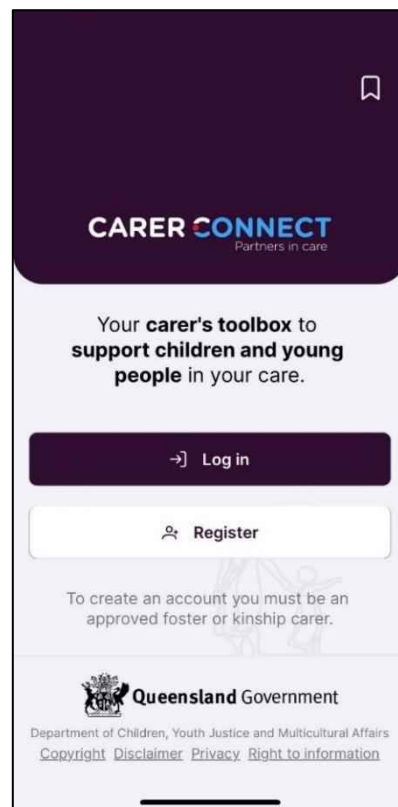 CARER CONNECT
Partners in care
Your carer's toolbox to
support children and young
people in your care.
Log in
Register
To create an account you must be an
approved foster or kinship carer.
Queensland Government
Department of Children, Youth Justice and Multicultural Affairs
Copyright Disclaimer Privacy Right to information